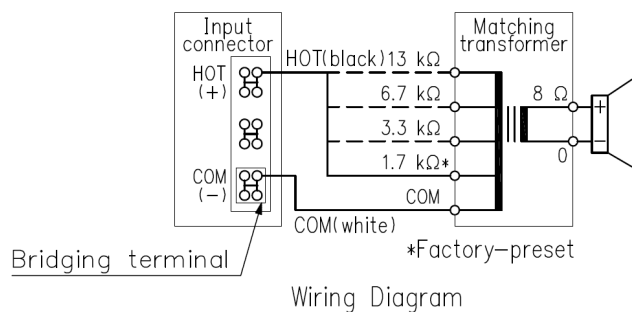 Input
connector
Matching
transformer
HOT
(+)
HOT(black)
13 kΩ
6.7 kΩ
3.3 kΩ
1.7 kΩ*
COM
8 Ω
+
−
0
COM
(−)
COM(white)
*Factory−preset
Bridging terminal
Wiring Diagram